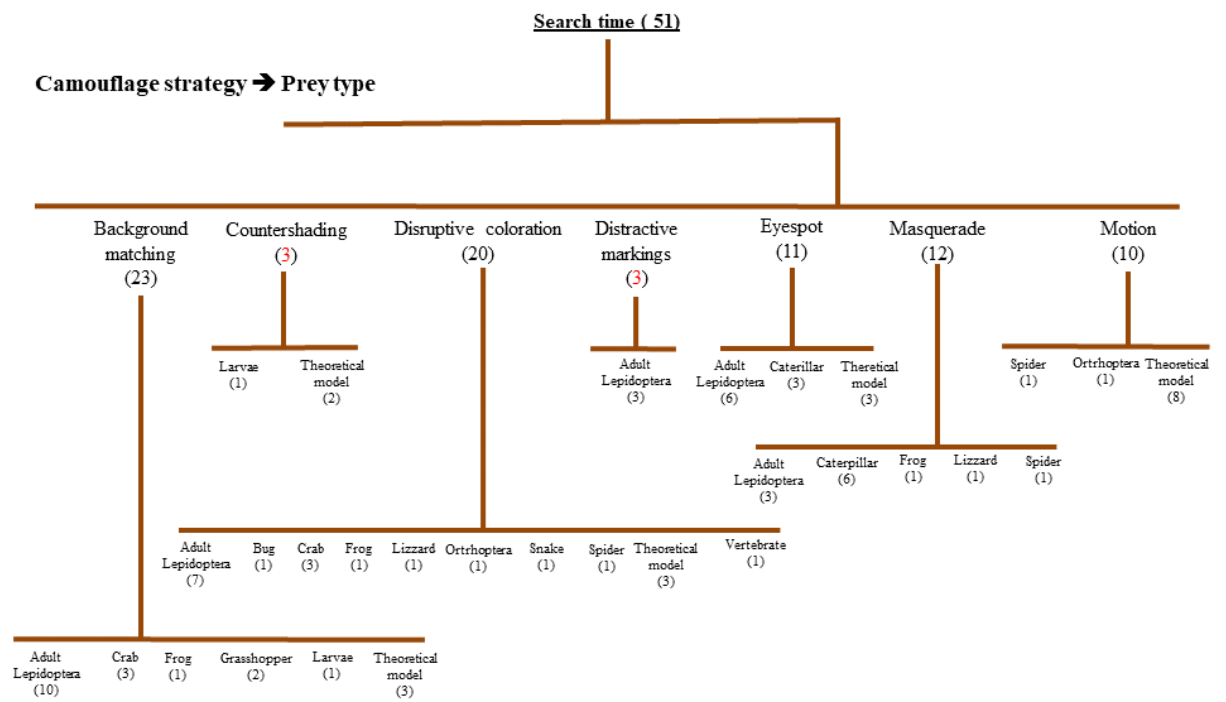 Search time ( 51)
Camouflage strategy ➔ Prey type
Background
matching
(23)
Countershading
(3)
Disruptive coloration
(20)
Distractive
markings
(3)
Eyespot
(11)
Masquerade
(12)
Motion
(10)
Larvae
(1)
Theoretical
model
(2)
Adult
Lepidoptera
(3)
Adult
Lepidoptera
(6)
Caterillar
(3)
Theretical
model
(3)
Spider
(1)
Ortrhoptera
(1)
Theoretical
model
(8)
Adult
Lepidoptera
(3)
Caterpillar
(6)
Frog
(1)
Lizzard
(1)
Spider
(1)
Adult
Lepidoptera
(7)
Bug
(1)
Crab
(3)
Frog
(1)
Lizzard
(1)
Ortrhoptera
(1)
Snake
(1)
Spider
(1)
Theoretical
model
(3)
Vertebrate
(1)
Adult
Lepidoptera
(10)
Crab
(3)
Frog
(1)
Grasshopper
(2)
Larvae
(1)
Theoretical
model
(3)